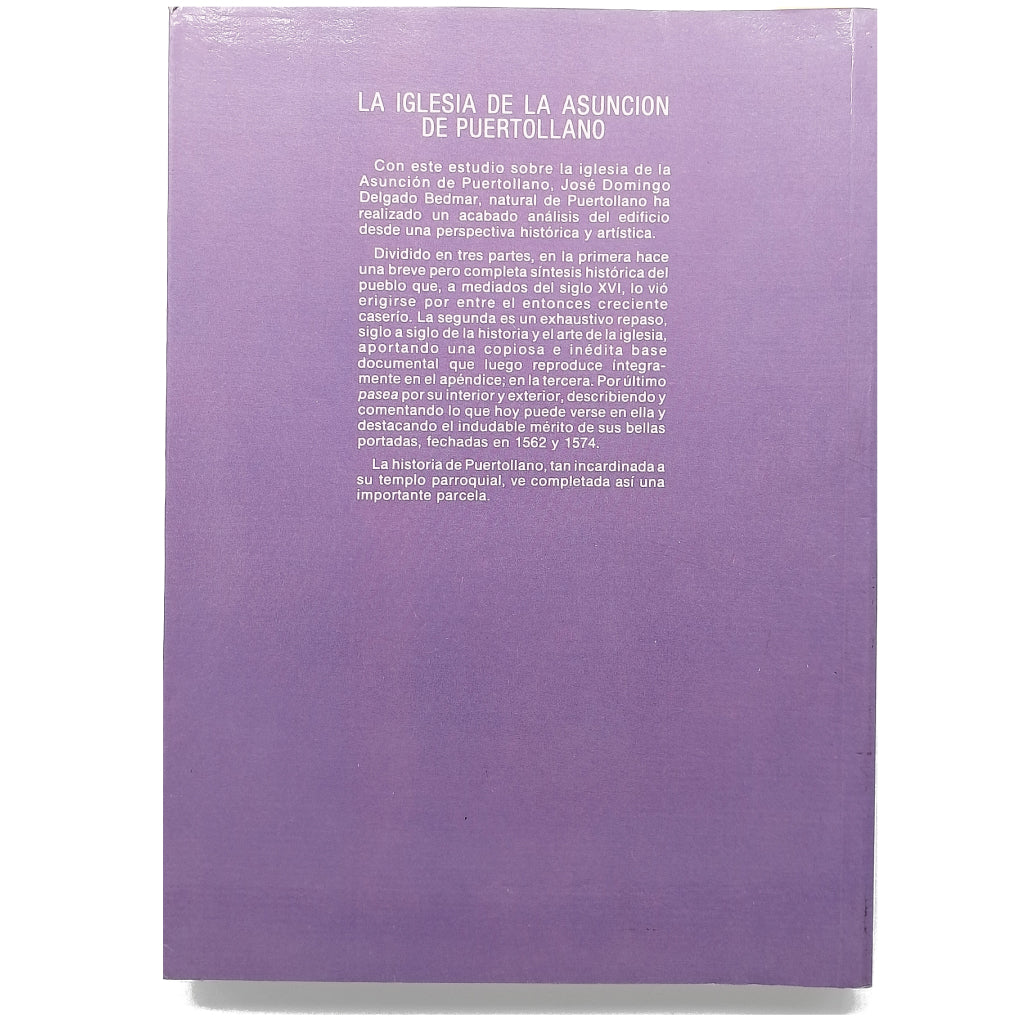 LA IGLESIA DE LA ASUNCION
DE PUERTOLLANO
Con este estudio sobre la iglesia de la
Asunción de Puertollano, José Domingo
Delgado Bedmar, natural de Puertollano ha
realizado un acabado análisis del edificio
desde una perspectiva histórica y artística.
Dividido en tres partes, en la primera hace
una breve pero completa síntesis histórica del
pueblo que, a mediados del siglo XVI, lo vió
erigirse por entre el entonces creciente
caserío. La segunda es un exhaustivo repaso,
siglo a siglo de la historia y el arte de la iglesia,
aportando una copiosa e inédita base
documental que luego reproduce íntegra-
mente en el apéndice; en la tercera. Por último
pasea por su interior y exterior, describiendo y
comentando lo que hoy puede verse en ella y
destacando el indudable mérito de sus bellas
portadas, fechadas en 1562 y 1574.
La historia de Puertollano, tan incardinada a
su templo parroquial, ve completada así una
importante parcela.